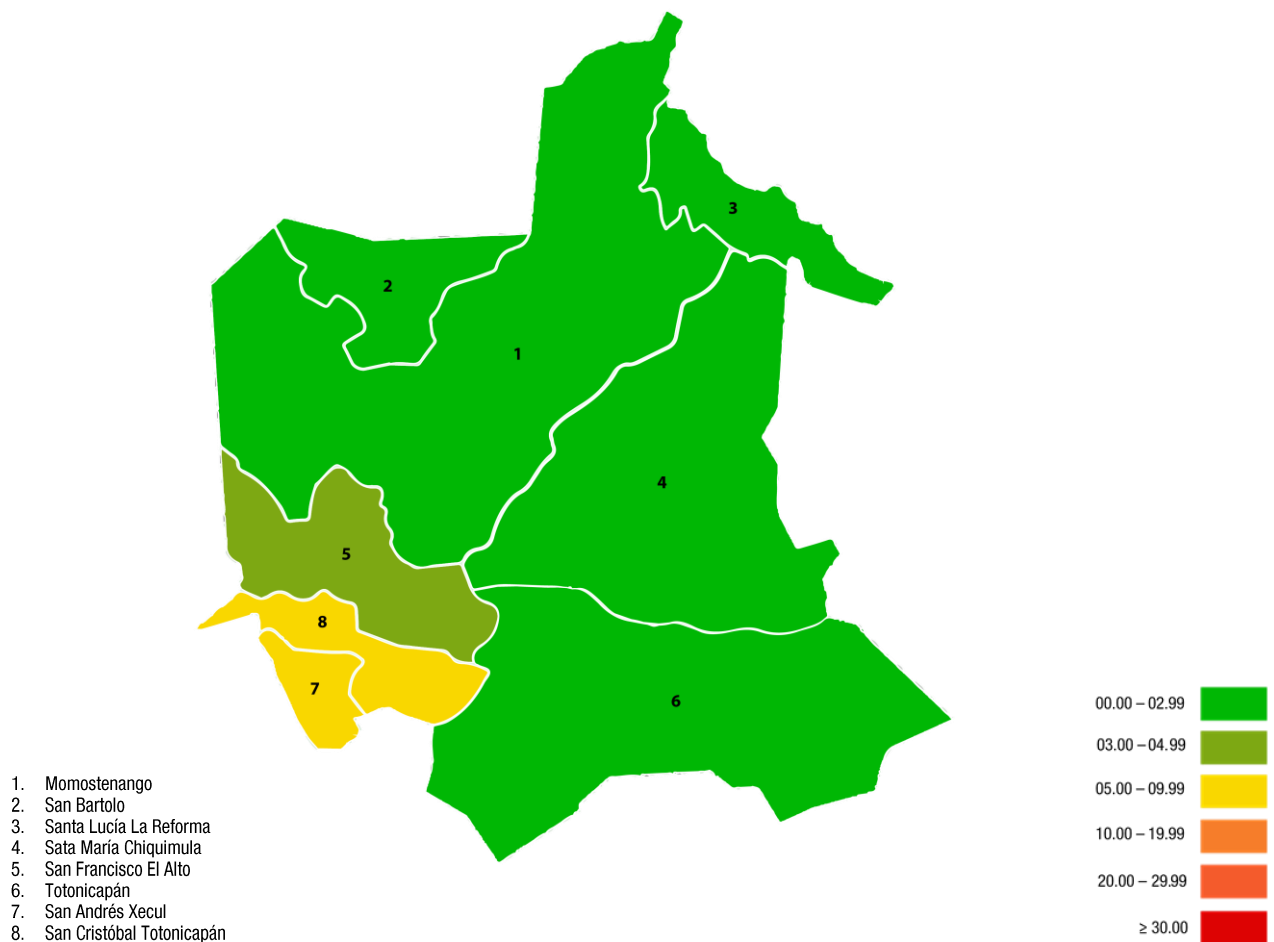 3
2
1
4
5
8
7
6
00.00 – 02.99
03.00 – 04.99
05.00 – 09.99
10.00 – 19.99
20.00 – 29.99
≥ 30.00
1. Momostenango
2. San Bartolo
3. Santa Lucía La Reforma
4. Sata María Chiquimula
5. San Francisco El Alto
6. Totonicapán
7. San Andrés Xecul
8. San Cristóbal Totonicapán